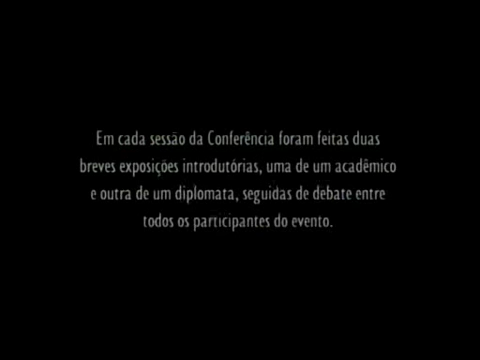 Em cada sessão da Conferência foram feitas duas
breves exposições introdutórias, uma de um acadêmico
e outra de um diplomata, seguidas de debate entre
todos os participantes do evento.